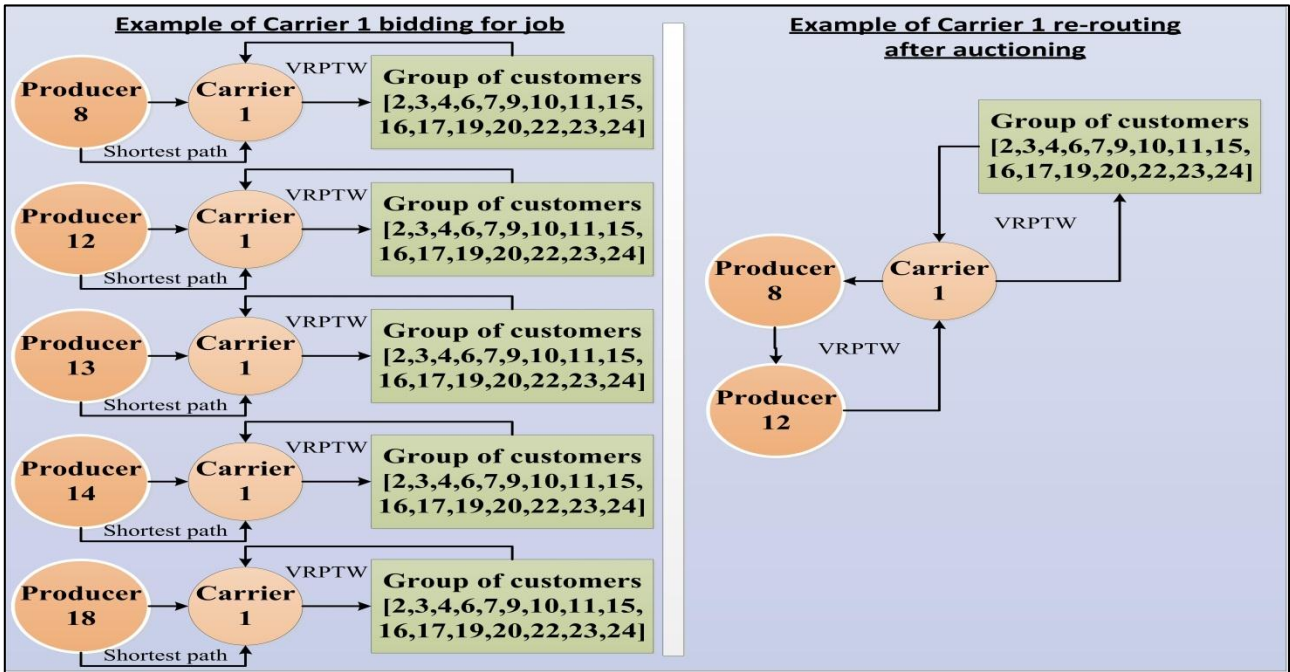 Example of Carrier 1 bidding for job
Producer
8
Carrier
1
VRPTW
Group of customers
[2,3,4,6,7,9,10,11,15,
16,17,19,20,22,23,24]
Shortest path
Producer
12
Carrier
1
VRPTW
Group of customers
[2,3,4,6,7,9,10,11,15,
16,17,19,20,22,23,24]
Shortest path
Producer
13
Carrier
1
VRPTW
Group of customers
[2,3,4,6,7,9,10,11,15,
16,17,19,20,22,23,24]
Shortest path
Producer
14
Carrier
1
VRPTW
Group of customers
[2,3,4,6,7,9,10,11,15,
16,17,19,20,22,23,24]
Shortest path
Producer
18
Carrier
1
VRPTW
Group of customers
[2,3,4,6,7,9,10,11,15,
16,17,19,20,22,23,24]
Shortest path
Example of Carrier 1 re-routing
after auctioning
Group of customers
[2,3,4,6,7,9,10,11,15,
16,17,19,20,22,23,24]
VRPTW
Producer
8
Carrier
1
VRPTW
Producer
12